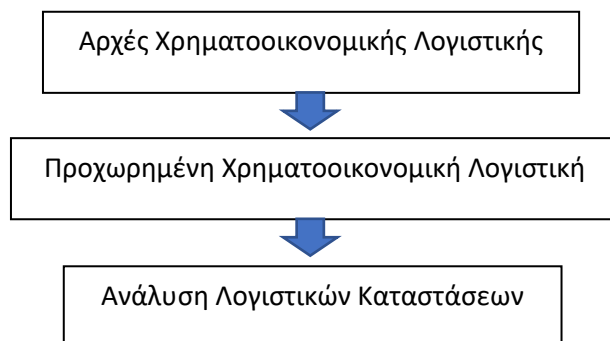 Αρχές Χρηματοοικονομικής Λογιστικής
Προχωρημένη Χρηματοοικονομική Λογιστική
Ανάλυση Λογιστικών Καταστάσεων